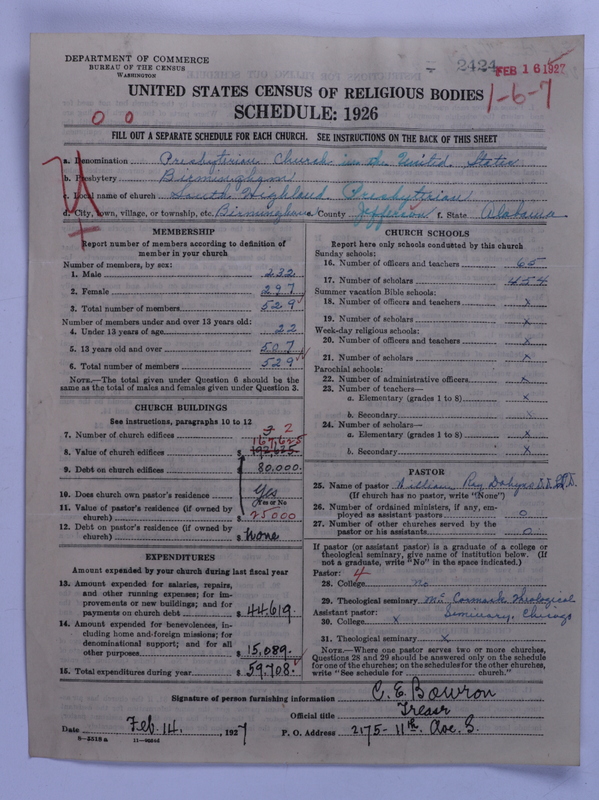 DEPARTMENT OF COMMERCE
BUREAU OF THE CENSUS
WASHINGTON
2424
FEB 16 1927
UNITED STATES CENSUS OF RELIGIOUS BODIES
1-6-7
SCHEDULE: 1926
0 0
FILL OUT A SEPARATE SCHEDULE FOR EACH CHURCH. SEE INSTRUCTIONS ON THE BACK OF THIS SHEET
a. Denomination Presbyterian Church in the United States
b. Presbytery Birmingham
c. Local name of church South Highland Presbyterian
d. City, town, village, or township, etc. Birmingham County Jefferson f. State Alabama
MEMBERSHIP
Report number of members according to definition of
member in your church
Number of members, by sex:
1. Male 232
2. Female 297
3. Total number of members 529
Number of members under and over 13 years old:
4. Under 13 years of age 22
5. 13 years old and over 507
6. Total number of members 529
NOTE.—The total given under Question 6 should be the
same as the total of males and females given under Question 3.
CHURCH BUILDINGS
See instructions, paragraphs 10 to 12
7. Number of church edifices 2
167,625
8. Value of church edifices $ 192,625
9. Debt on church edifices $ 80,000.
10. Does church own pastor's residence Yes
Yes or No
11. Value of pastor's residence (if owned by
church) $ 25000
12. Debt on pastor's residence (if owned by
church) $ None
EXPENDITURES
Amount expended by your church during last fiscal year
13. Amount expended for salaries, repairs,
and other running expenses; for im-
provements or new buildings; and for
payments on church debt $ 44,619.
14. Amount expended for benevolences, in-
cluding home and foreign missions; for
denominational support; and for all
other purposes $ 15,089.
15. Total expenditures during year $ 59,708.
CHURCH SCHOOLS
Report here only schools conducted by this church
Sunday schools:
16. Number of officers and teachers 65
17. Number of scholars 454
Summer vacation Bible schools:
18. Number of officers and teachers x
19. Number of scholars x
Week-day religious schools:
20. Number of officers and teachers x
21. Number of scholars x
Parochial schools:
22. Number of administrative officers x
23. Number of teachers—
a. Elementary (grades 1 to 8) x
b. Secondary x
24. Number of scholars—
a. Elementary (grades 1 to 8) x
b. Secondary x
PASTOR
25. Name of pastor William Ray Dobyns D.D.
(If church has no pastor, write "None")
26. Number of ordained ministers, if any, em-
ployed as assistant pastors 0
27. Number of other churches served by the
pastor or his assistants 0
If pastor (or assistant pastor) is a graduate of a college or
theological seminary, give name of institution below. (If
not a graduate, write "No" in the space indicated.)
Pastor: 4
28. College No
29. Theological seminary Mc Cormack Theological
Assistant pastor: Seminary, Chicago
30. College x
31. Theological seminary x
NOTE.—Where one pastor serves two or more churches,
Questions 28 and 29 should be answered only on the schedule
for one of the churches; on the schedules for the other churches,
write "See schedule for church."
Signature of person furnishing information C. E. Bowron
Official title Treasr
Date Feb. 14, 1927 P. O. Address 2175-11th Ave. S.
8-5518 a